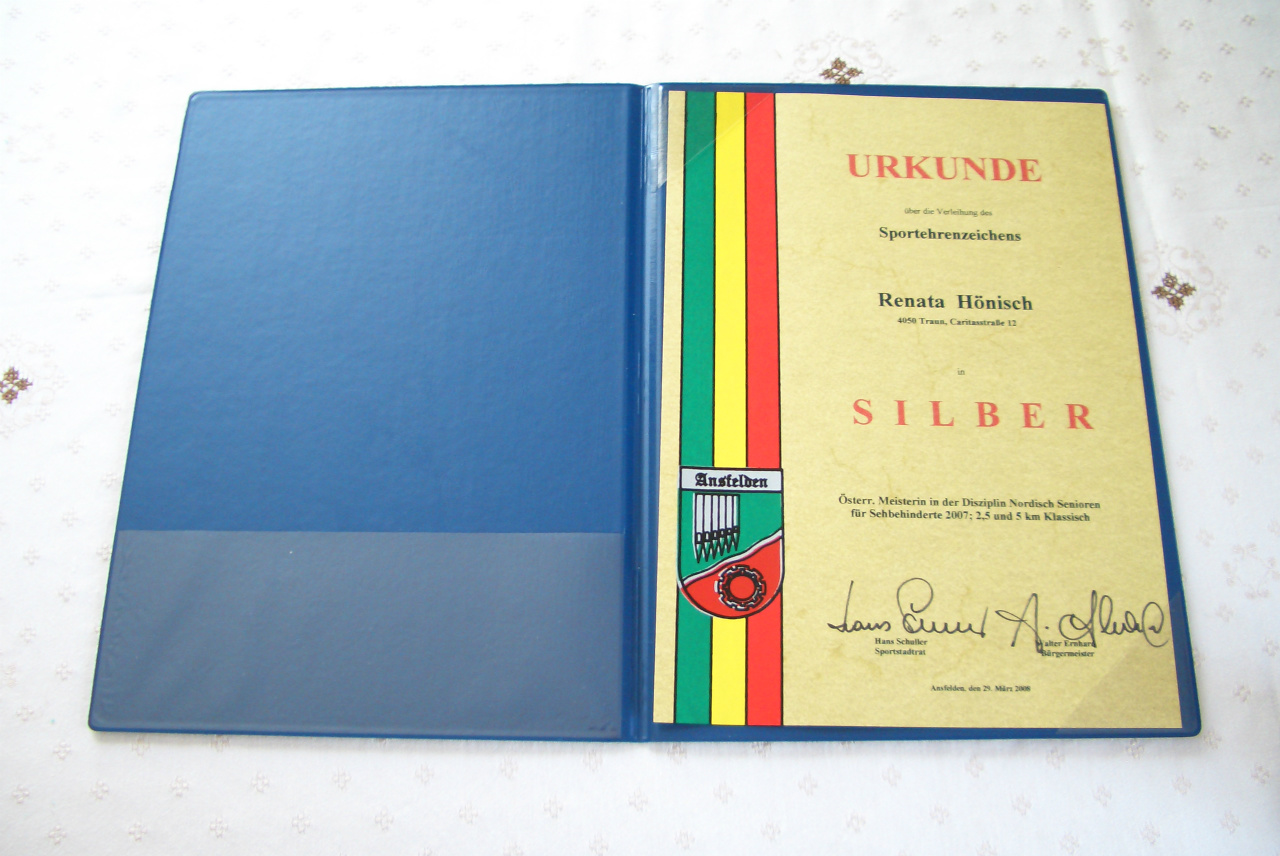 URKUNDE
über die Verleihung des
Sportehrenzeichens
Renata Hönisch
4050 Traun, Caritasstraße 12
in
SILBER
Ansfelden
Österr. Meisterin in der Disziplin Nordisch Senioren
für Sehbehinderte 2007: 2,5 und 5 km Klassisch
Hans Schuller
Sportstadtrat
Walter Ernhard
Bürgermeister
Ansfelden, den 29. März 2008